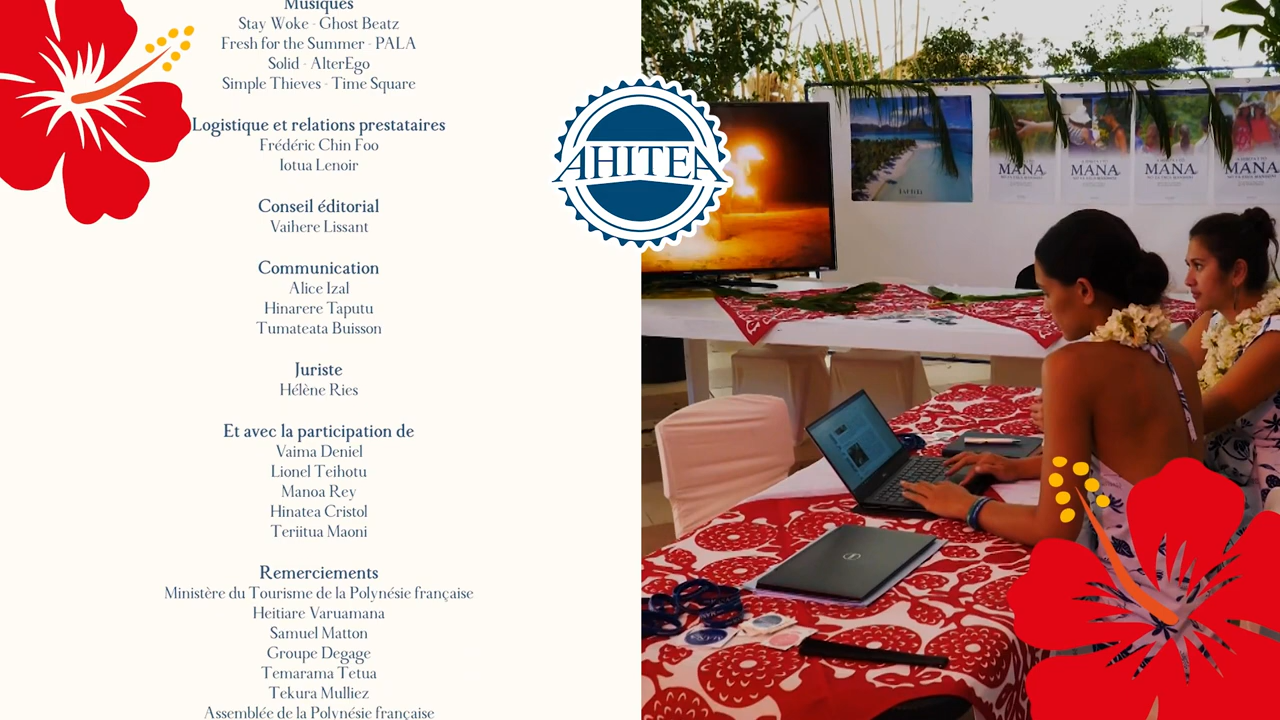 Musiques
Stay Woke - Ghost Beatz
Fresh for the Summer - PALA
Solid - AlterEgo
Simple Thieves - Time Square
Logistique et relations prestataires
Frédéric Chin Foo
Iotua Lenoir
Conseil éditorial
Vaihere Lissant
Communication
Alice Izal
Hinarere Taputu
Tumateata Buisson
Juriste
Hélène Ries
Et avec la participation de
Vaima Deniel
Lionel Teihotu
Manoa Rey
Hinatea Cristol
Teriitua Maoni
Remerciements
Ministère du Tourisme de la Polynésie française
Heitiare Varuamana
Samuel Matton
Groupe Degage
Temarama Tetua
Tekura Mulliez
Assemblée de la Polynésie française
AHITEA
MANA
MANA
MANA
MANA